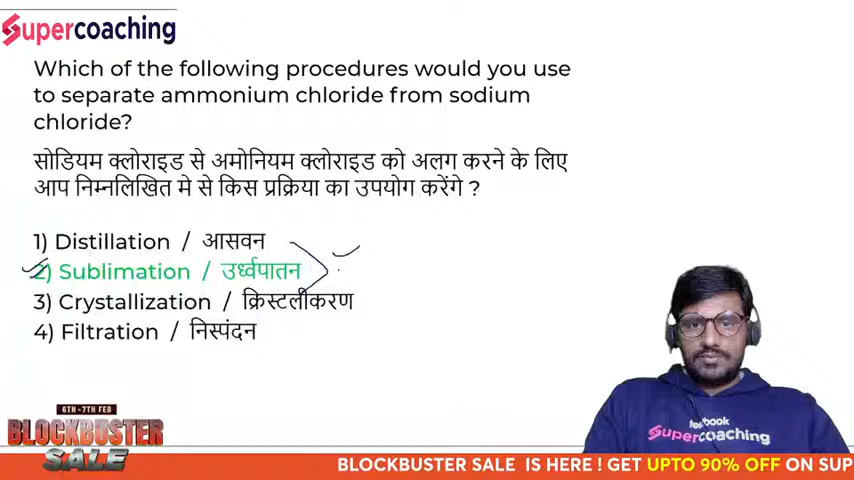 Supercoaching
Which of the following procedures would you use
to separate ammonium chloride from sodium
chloride?
सोडियम क्लोराइड से अमोनियम क्लोराइड को अलग करने के लिए
आप निम्नलिखित मे से किस प्रक्रिया का उपयोग करेंगे ?
1) Distillation / आसवन
2) Sublimation / उर्ध्वपातन
3) Crystallization / क्रिस्टलीकरण
4) Filtration / निस्पंदन
6TH -7TH FEB
BLOCKBUSTER
SALE
testbook
Supercoaching
BLOCKBUSTER SALE IS HERE ! GET UPTO 90% OFF ON SUP